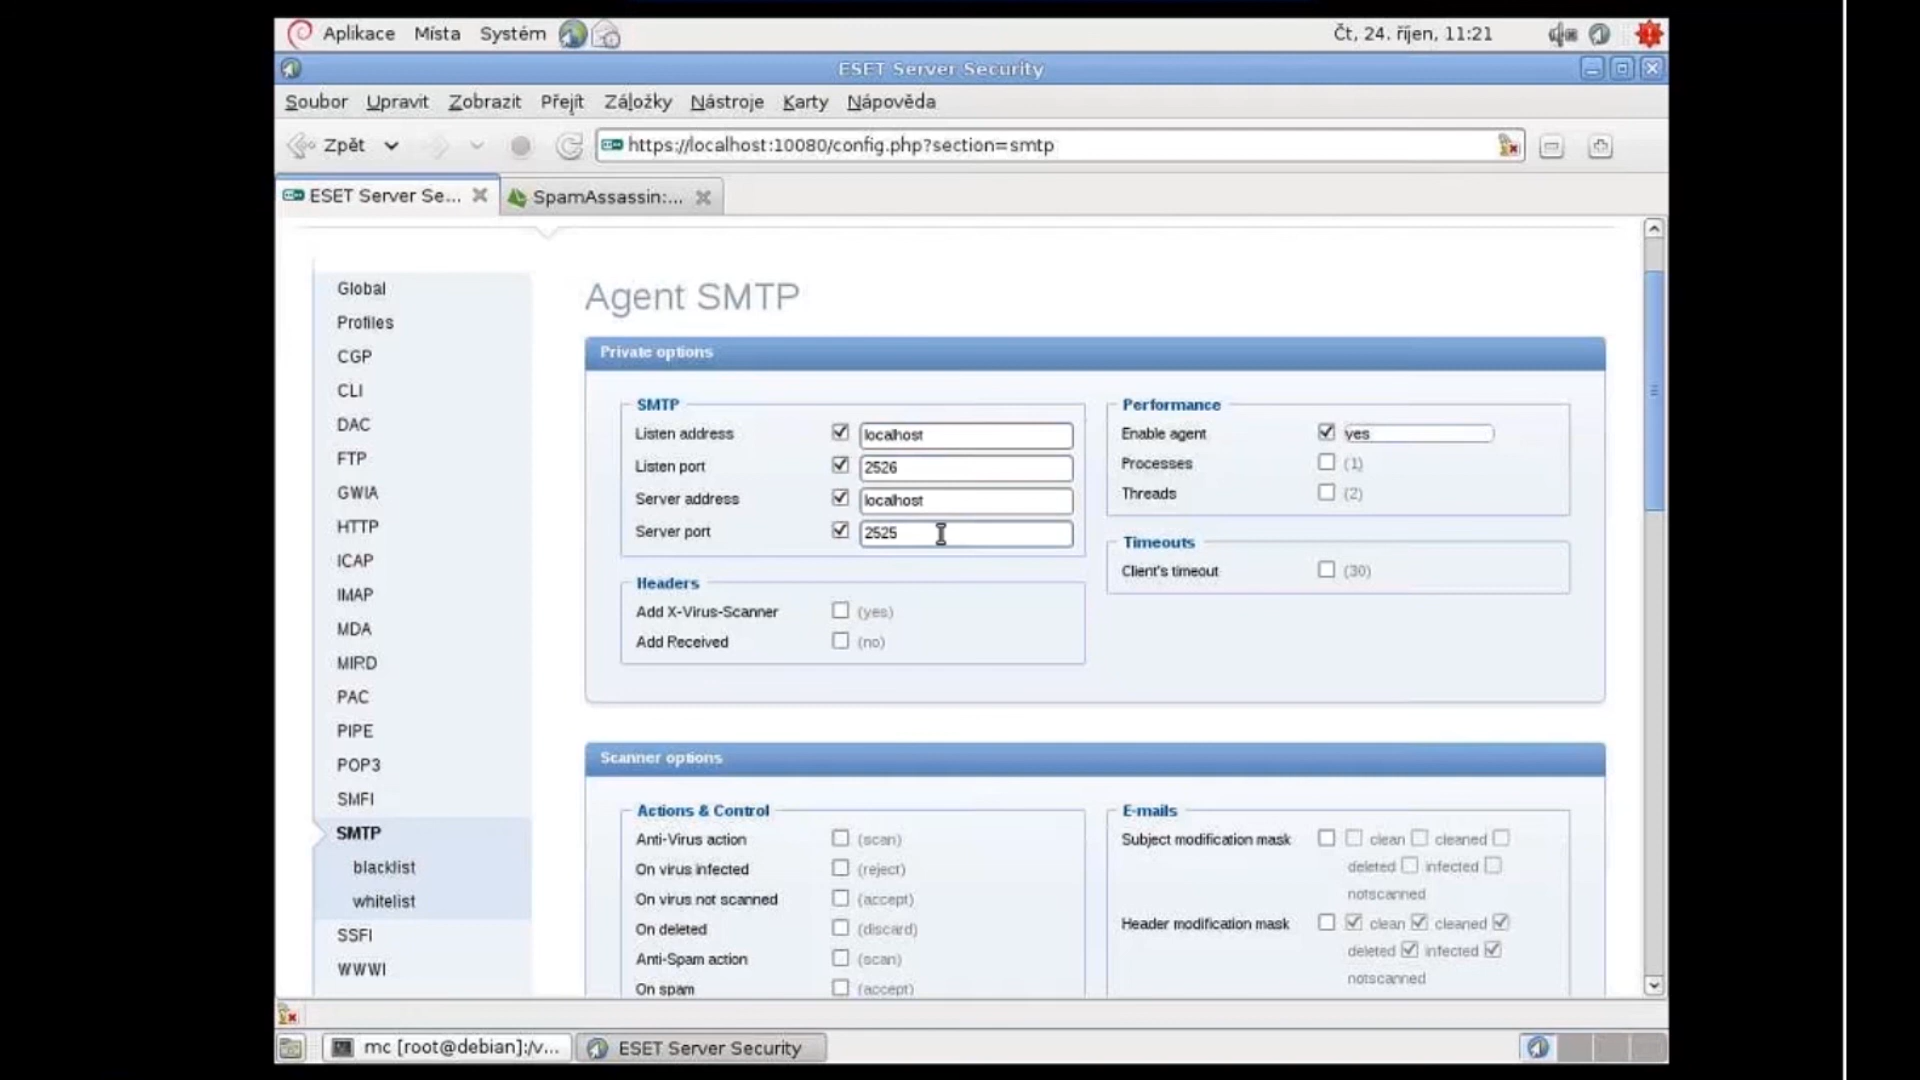 Aplikace Místa Systém Čt, 24. říjen, 11:21
ESET Server Security
Soubor Upravit Zobrazit Přejít Záložky Nástroje Karty Nápověda
Zpět https://localhost:10080/config.php?section=smtp
ESET Server Se... SpamAssassin:...
Global
Profiles
CGP
CLI
DAC
FTP
GWIA
HTTP
ICAP
IMAP
MDA
MIRD
PAC
PIPE
POP3
SMFI
SMTP
blacklist
whitelist
SSFI
WWWI
Agent SMTP
Private options
SMTP
Listen address localhost
Listen port 2526
Server address localhost
Server port 2525
Headers
Add X-Virus-Scanner (yes)
Add Received (no)
Performance
Enable agent yes
Processes (1)
Threads (2)
Timeouts
Client's timeout (30)
Scanner options
Actions & Control
Anti-Virus action (scan)
On virus infected (reject)
On virus not scanned (accept)
On deleted (discard)
Anti-Spam action (scan)
On spam (accept)
E-mails
Subject modification mask clean cleaned
deleted infected
notscanned
Header modification mask clean cleaned
deleted infected
notscanned
mc [root@debian]:/v... ESET Server Security